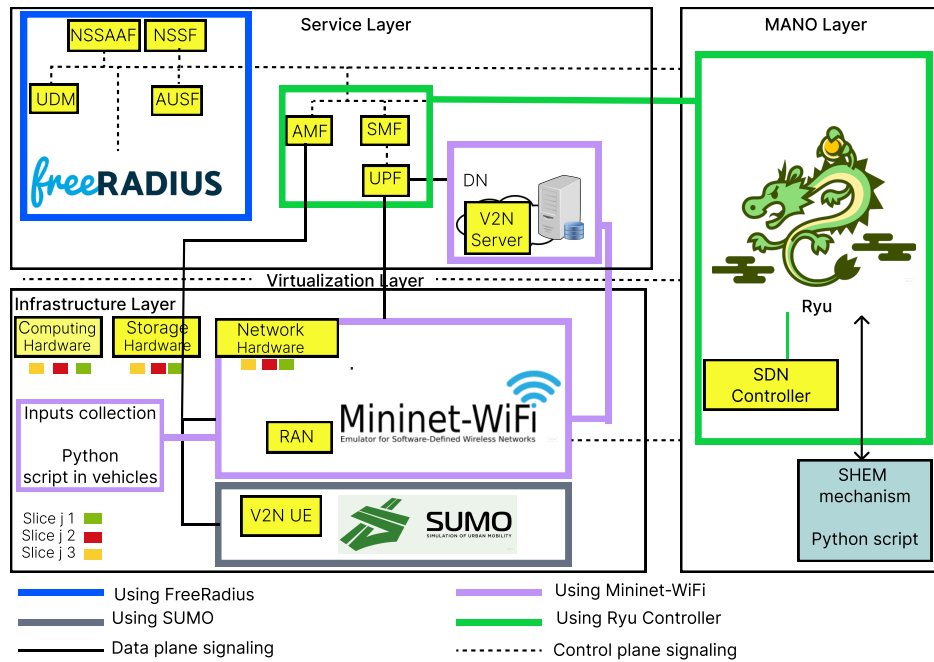 Service Layer
MANO Layer
NSSAAF
NSSF
UDM
AUSF
freeRADIUS
AMF
SMF
UPF
DN
V2N
Server
Ryu
SDN
Controller
SHEM
mechanism
Python script
Virtualization Layer
Infrastructure Layer
Computing
Hardware
Storage
Hardware
Network
Hardware
Mininet-WiFi
Emulator for Software-Defined Wireless Networks
RAN
Inputs collection
Python
script in vehicles
V2N UE
SUMO
SIMULATION OF URBAN MOBILITY
Slice j 1
Slice j 2
Slice j 3
Using FreeRadius
Using Mininet-WiFi
Using SUMO
Using Ryu Controller
Data plane signaling
Control plane signaling